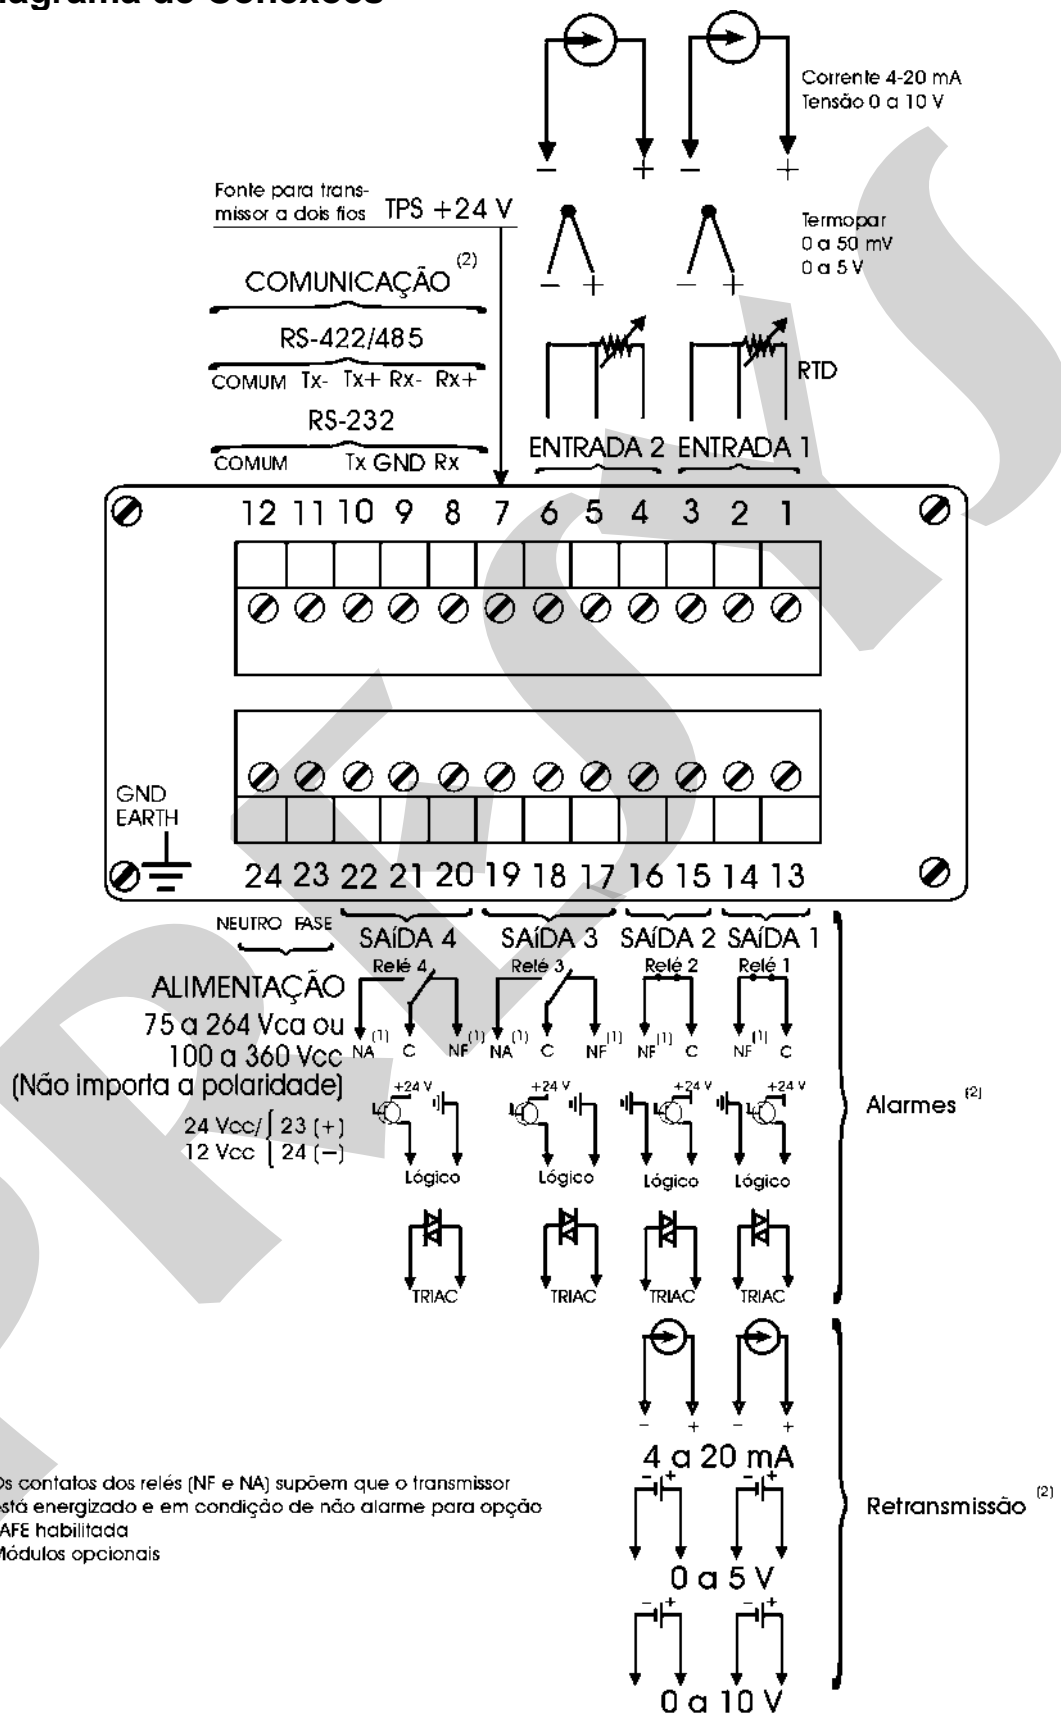 Diagrama de Conexões
Corrente 4-20 mA
Tensão 0 a 10 V
− + − +
Fonte para trans-
missor a dois fios TPS +24 V
Termopar
0 a 50 mV
0 a 5 V
− + − +
COMUNICAÇÃO (2)
RS-422/485
COMUM Tx- Tx+ Rx- Rx+
RTD
RS-232
COMUM Tx GND Rx
ENTRADA 2 ENTRADA 1
12 11 10 9 8 7 6 5 4 3 2 1
GND
EARTH
24 23 22 21 20 19 18 17 16 15 14 13
NEUTRO FASE
SAÍDA 4 SAÍDA 3 SAÍDA 2 SAÍDA 1
Relé 4 Relé 3 Relé 2 Relé 1
ALIMENTAÇÃO
75 a 264 Vca ou
100 a 360 Vcc
(Não importa a polaridade)
24 Vcc/ 23 (+)
12 Vcc 24 (−)
NA (1) C NF (1) NA (1) C NF (1) NF (1) C NF (1) C
+24 V +24 V +24 V +24 V
Lógico Lógico Lógico Lógico
TRIAC TRIAC TRIAC TRIAC
Alarmes (2)
- + - +
4 a 20 mA
- + - +
0 a 5 V
- + - +
0 a 10 V
Retransmissão (2)
Os contatos dos relés (NF e NA) supõem que o transmissor
está energizado e em condição de não alarme para opção
SAFE habilitada
Módulos opcionais
PRESYS